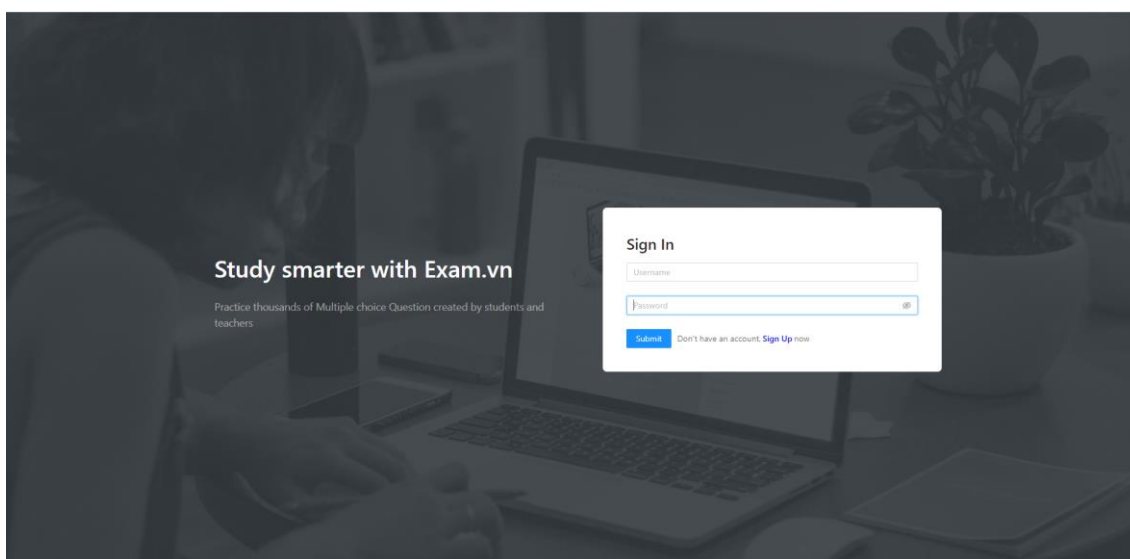 Study smarter with Exam.vn
Practice thousands of Multiple choice Question created by students and
teachers
Sign In
Username
Password
Submit Don't have an account, Sign Up now